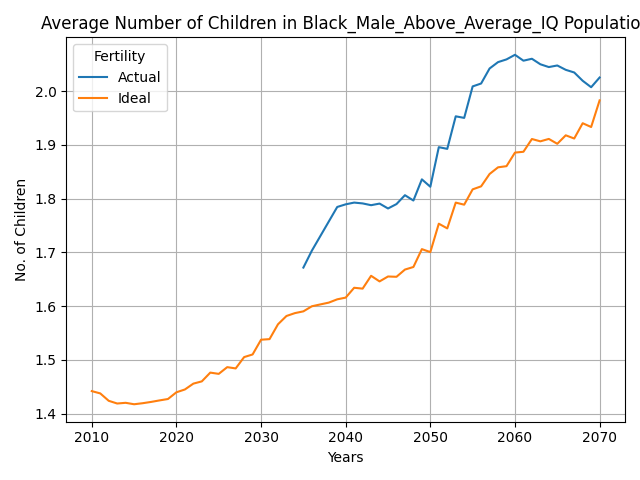 Average Number of Children in Black_Male_Above_Average_IQ Populatio
Fertility
Actual
Ideal
No. of Children
2.0
1.9
1.8
1.7
1.6
1.5
1.4
2010 2020 2030 2040 2050 2060 2070
Years